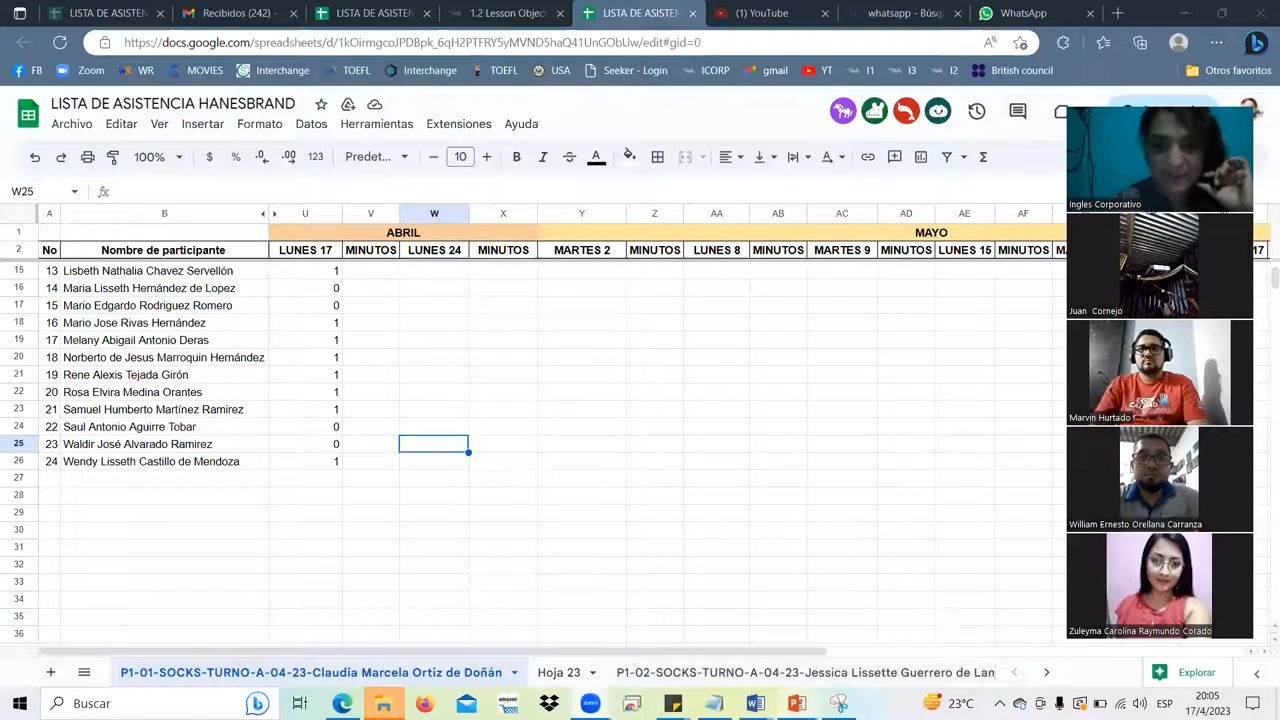 LISTA DE ASISTEN
Recibidos (242) -
LISTA DE ASISTEN
1.2 Lesson Objec
LISTA DE ASISTEN
(1) YouTube
whatsapp - Búsq
WhatsApp
https://docs.google.com/spreadsheets/d/1kOirmgcoJPDBpk_6qH2PTFRY5yMVND5haQ41UnGObUw/edit#gid=0
FB
Zoom
WR
MOVIES
Interchange
TOEFL
Interchange
TOEFL
USA
Seeker - Login
ICORP
gmail
YT
I1
I3
I2
British council
Otros favoritos
LISTA DE ASISTENCIA HANESBRAND
Archivo Editar Ver Insertar Formato Datos Herramientas Extensiones Ayuda
100% $ % .0 .00 123 Predet... 10 B I S A
W25 fx
A B U V W X Y Z AA AB AC AD AE AF
1 ABRIL MAYO
2 No Nombre de participante LUNES 17 MINUTOS LUNES 24 MINUTOS MARTES 2 MINUTOS LUNES 8 MINUTOS MARTES 9 MINUTOS LUNES 15 MINUTOS 17
15 13 Lisbeth Nathalia Chavez Servellón 1
16 14 Maria Lisseth Hernández de Lopez 0
17 15 Mario Edgardo Rodriguez Romero 0
18 16 Mario Jose Rivas Hernández 1
19 17 Melany Abigail Antonio Deras 1
20 18 Norberto de Jesus Marroquin Hernández 1
21 19 Rene Alexis Tejada Girón 1
22 20 Rosa Elvira Medina Orantes 1
23 21 Samuel Humberto Martínez Ramirez 1
24 22 Saul Antonio Aguirre Tobar 0
25 23 Waldir José Alvarado Ramirez 0
26 24 Wendy Lisseth Castillo de Mendoza 1
27
28
29
30
31
32
33
34
35
36
Ingles Corporativo
Juan Cornejo
Marvin Hurtado
William Ernesto Orellana Carranza
Zuleyma Carolina Raymundo Corado
P1-01-SOCKS-TURNO-A-04-23-Claudia Marcela Ortiz de Doñán
Hoja 23
P1-02-SOCKS-TURNO-A-04-23-Jessica Lissette Guerrero de Lan
Explorar
Buscar
23°C
ESP
20:05
17/4/2023